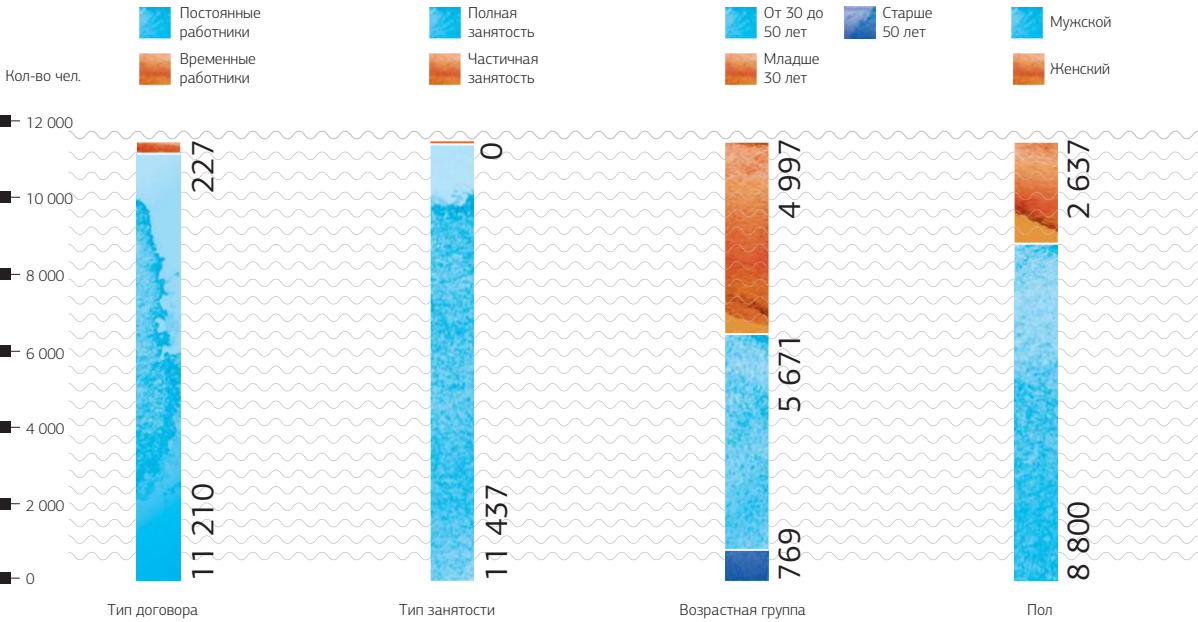 Постоянные
работники
Временные
работники
Полная
занятость
Частичная
занятость
От 30 до
50 лет
Старше
50 лет
Младше
30 лет
Мужской
Женский
Кол-во чел.
12 000
10 000
8 000
6 000
4 000
2 000
0
227
11 210
0
11 437
4 997
5 671
769
2 637
8 800
Тип договора
Тип занятости
Возрастная группа
Пол